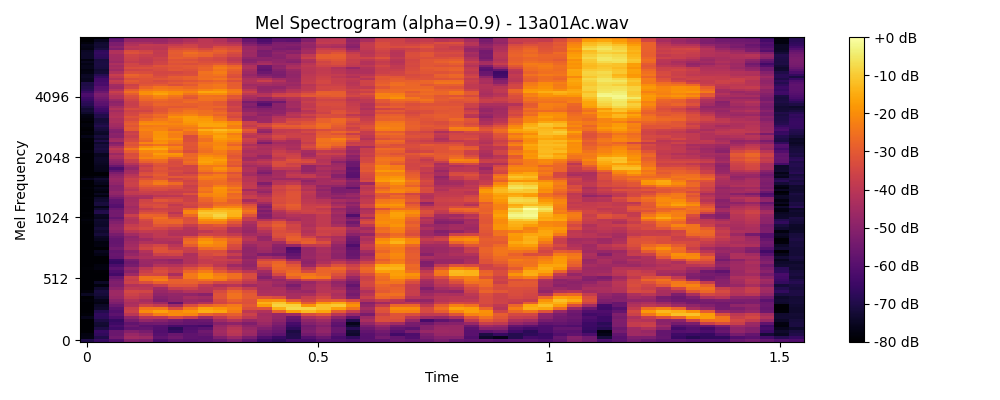 Mel Spectrogram (alpha=0.9) - 13a01Ac.wav
Mel Frequency
4096
2048
1024
512
0
0
0.5
1
1.5
Time
+0 dB
-10 dB
-20 dB
-30 dB
-40 dB
-50 dB
-60 dB
-70 dB
-80 dB